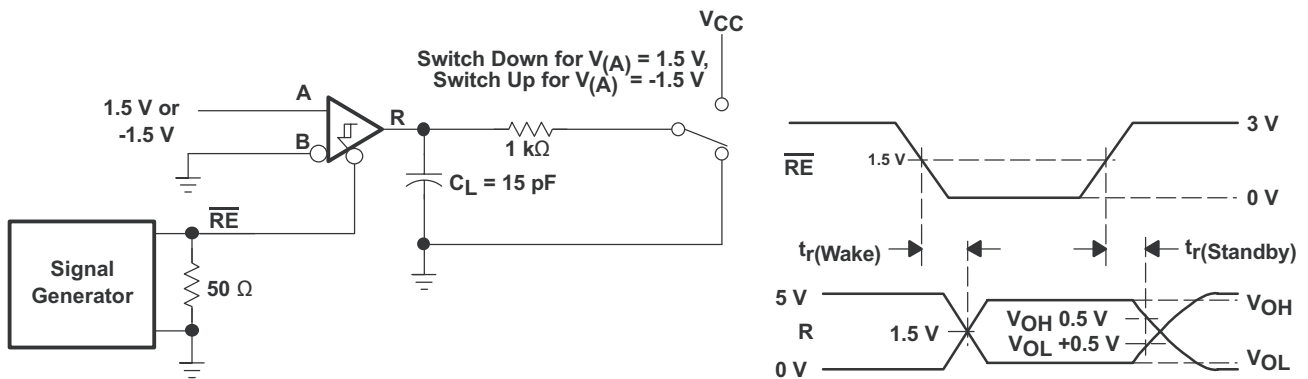 VCC
Switch Down for V(A) = 1.5 V,
Switch Up for V(A) = -1.5 V
1.5 V or
-1.5 V
A
B
R
1 kΩ
CL = 15 pF
RE
Signal
Generator
50 Ω
3 V
1.5 V
RE
0 V
tr(Wake)
tr(Standby)
5 V
R
1.5 V
0 V
VOH 0.5 V
VOL +0.5 V
VOH
VOL